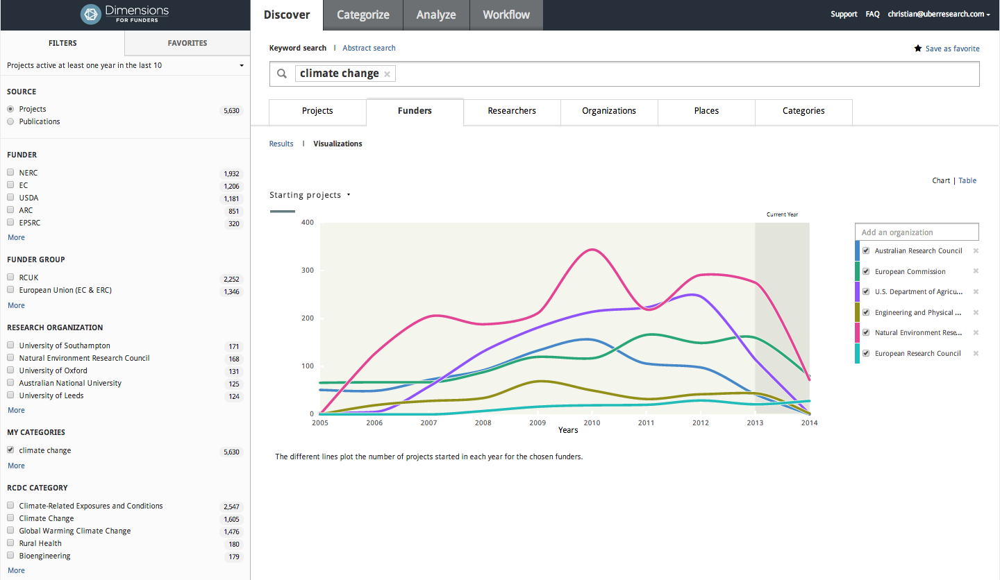 Dimensions
FOR FUNDERS
Discover
Categorize
Analyze
Workflow
Support FAQ christian@uberresearch.com
FILTERS
FAVORITES
Projects active at least one year in the last 10
SOURCE
Projects 5,630
Publications
FUNDER
NERC 1,932
EC 1,206
USDA 1,181
ARC 851
EPSRC 320
More
FUNDER GROUP
RCUK 2,252
European Union (EC & ERC) 1,346
More
RESEARCH ORGANIZATION
University of Southampton 171
Natural Environment Research Council 168
University of Oxford 131
Australian National University 125
University of Leeds 124
More
MY CATEGORIES
climate change 5,630
More
RCDC CATEGORY
Climate-Related Exposures and Conditions 2,547
Climate Change 1,605
Global Warming Climate Change 1,476
Rural Health 180
Bioengineering 179
More
Keyword search | Abstract search
Save as favorite
climate change ×
Projects
Funders
Researchers
Organizations
Places
Categories
Results | Visualizations
Chart | Table
Starting projects
Current Year
400
300
200
100
0
2005 2006 2007 2008 2009 2010 2011 2012 2013 2014
Years
Add an organization
Australian Research Council
European Commission
U.S. Department of Agricu...
Engineering and Physical ...
Natural Environment Rese...
European Research Council
The different lines plot the number of projects started in each year for the chosen funders.